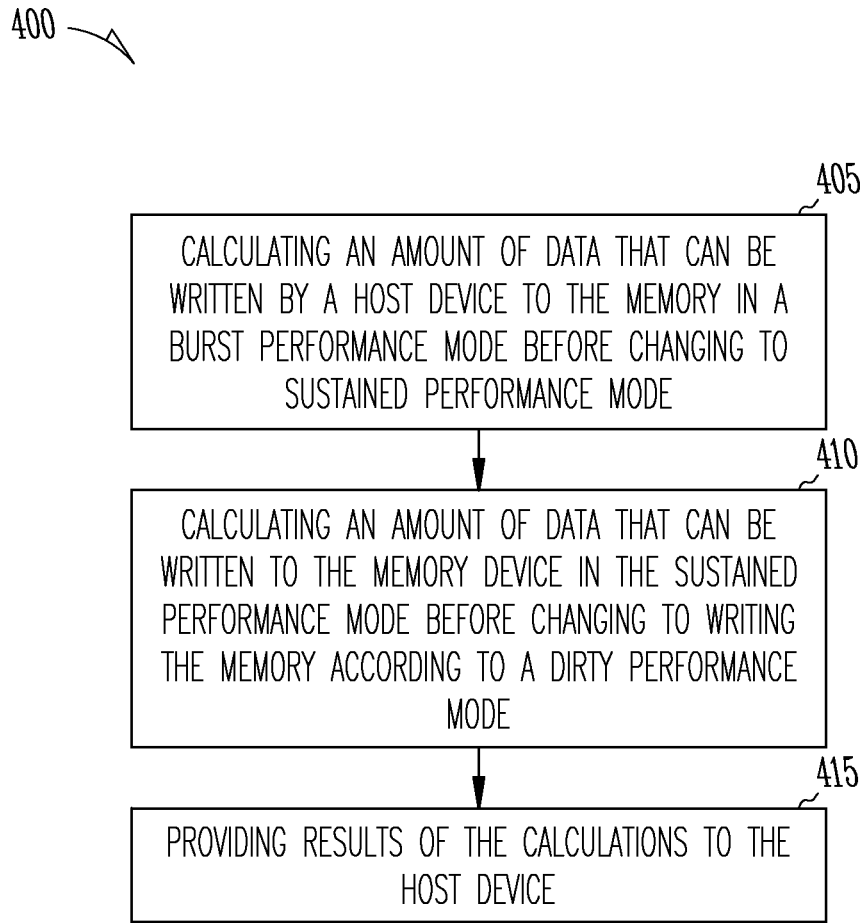 400
405
CALCULATING AN AMOUNT OF DATA THAT CAN BE
WRITTEN BY A HOST DEVICE TO THE MEMORY IN A
BURST PERFORMANCE MODE BEFORE CHANGING TO
SUSTAINED PERFORMANCE MODE
410
CALCULATING AN AMOUNT OF DATA THAT CAN BE
WRITTEN TO THE MEMORY DEVICE IN THE SUSTAINED
PERFORMANCE MODE BEFORE CHANGING TO WRITING
THE MEMORY ACCORDING TO A DIRTY PERFORMANCE
MODE
415
PROVIDING RESULTS OF THE CALCULATIONS TO THE
HOST DEVICE